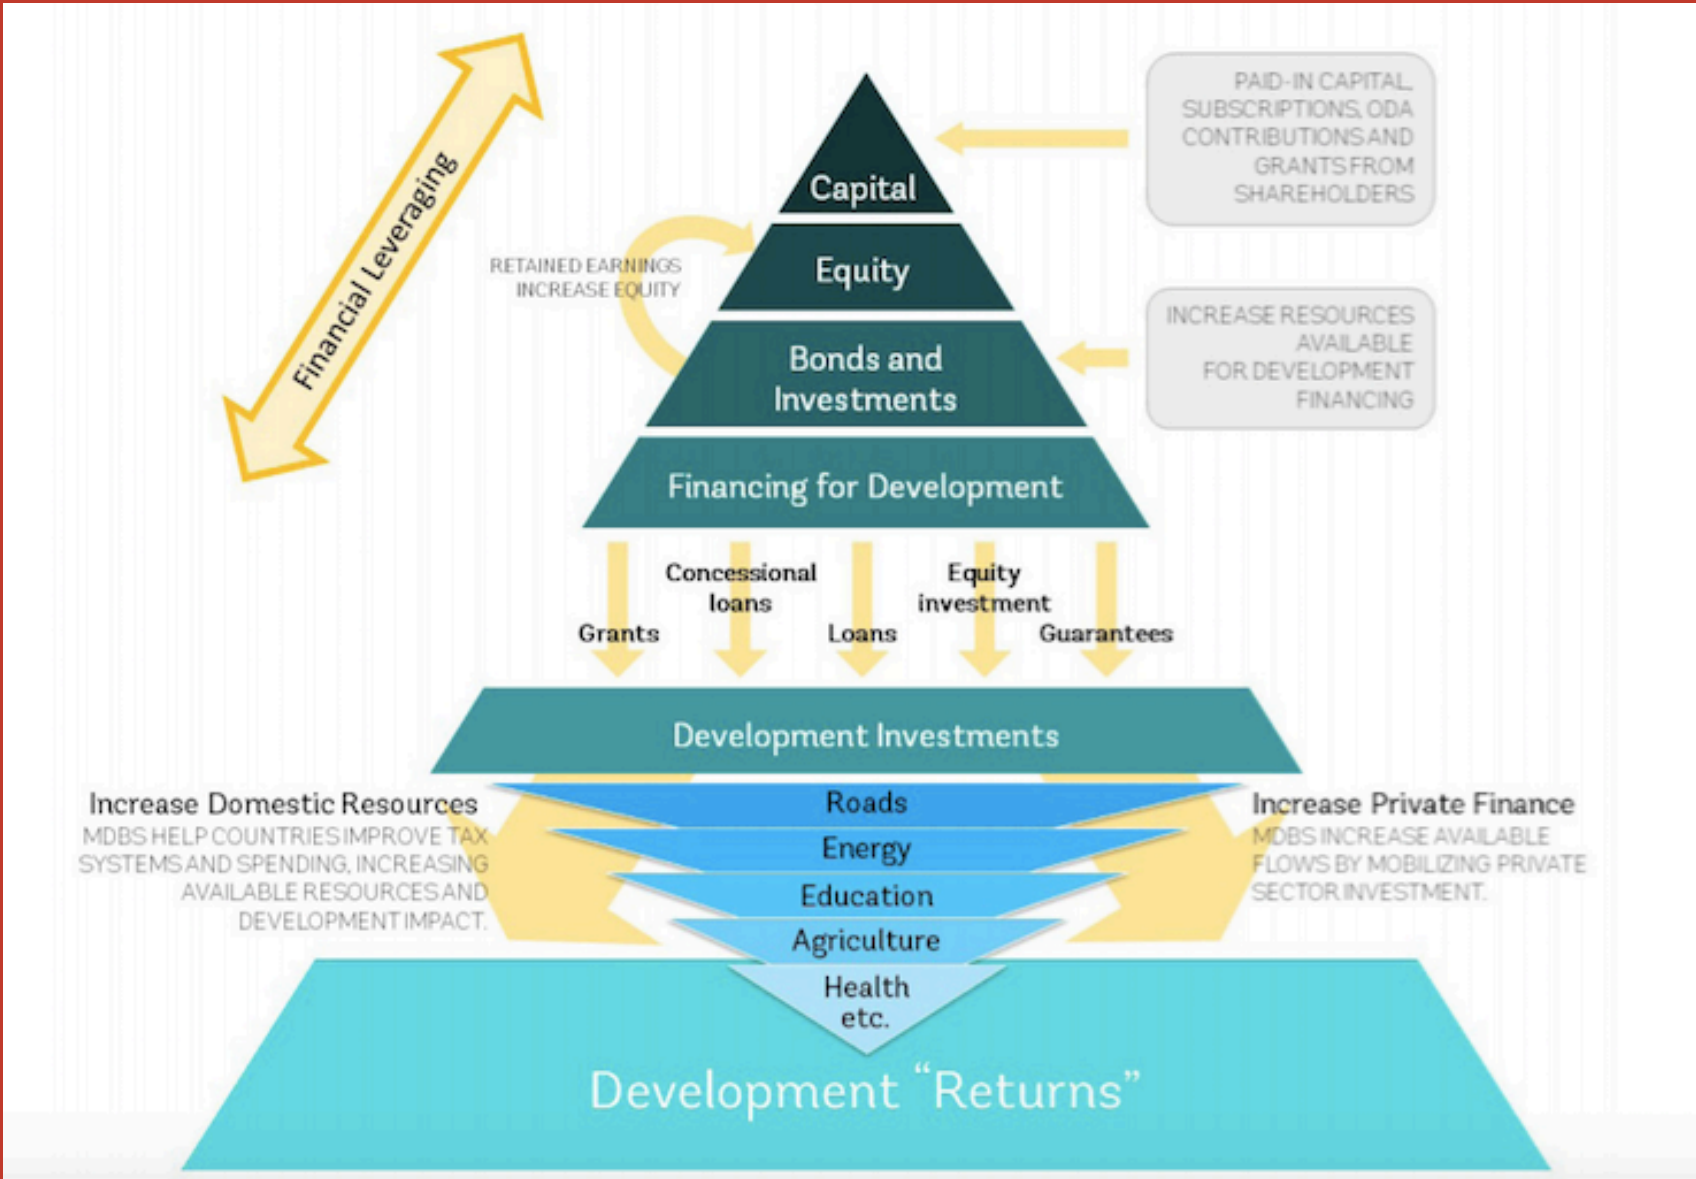 Financial Leveraging
PAID-IN CAPITAL,
SUBSCRIPTIONS, ODA
CONTRIBUTIONS AND
GRANTS FROM
SHAREHOLDERS
Capital
RETAINED EARNINGS
INCREASE EQUITY
Equity
INCREASE RESOURCES
AVAILABLE
FOR DEVELOPMENT
FINANCING
Bonds and
Investments
Financing for Development
Grants
Concessional
loans
Loans
Equity
investment
Guarantees
Development Investments
Increase Domestic Resources
MDBS HELP COUNTRIES IMPROVE TAX
SYSTEMS AND SPENDING, INCREASING
AVAILABLE RESOURCES AND
DEVELOPMENT IMPACT.
Roads
Energy
Education
Agriculture
Health
etc.
Increase Private Finance
MDBS INCREASE AVAILABLE
FLOWS BY MOBILIZING PRIVATE
SECTOR INVESTMENT.
Development “Returns”